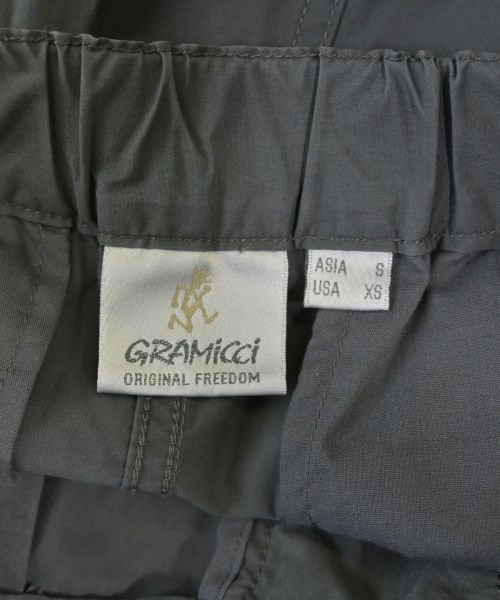 GRAMiCCi
ORIGINAL FREEDOM
ASIA S
USA XS